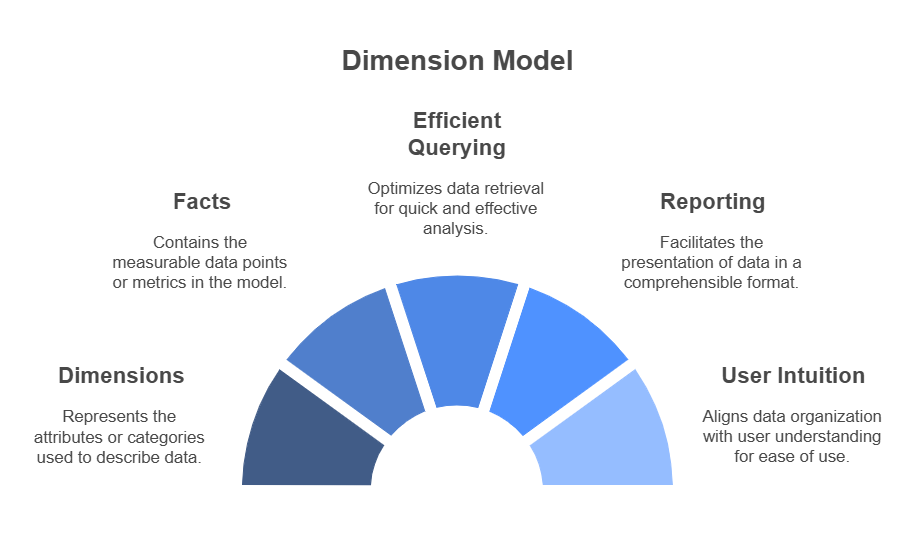 Dimension Model
Efficient
Querying
Optimizes data retrieval
for quick and effective
analysis.
Facts
Contains the
measurable data points
or metrics in the model.
Reporting
Facilitates the
presentation of data in a
comprehensible format.
Dimensions
Represents the
attributes or categories
used to describe data.
User Intuition
Aligns data organization
with user understanding
for ease of use.